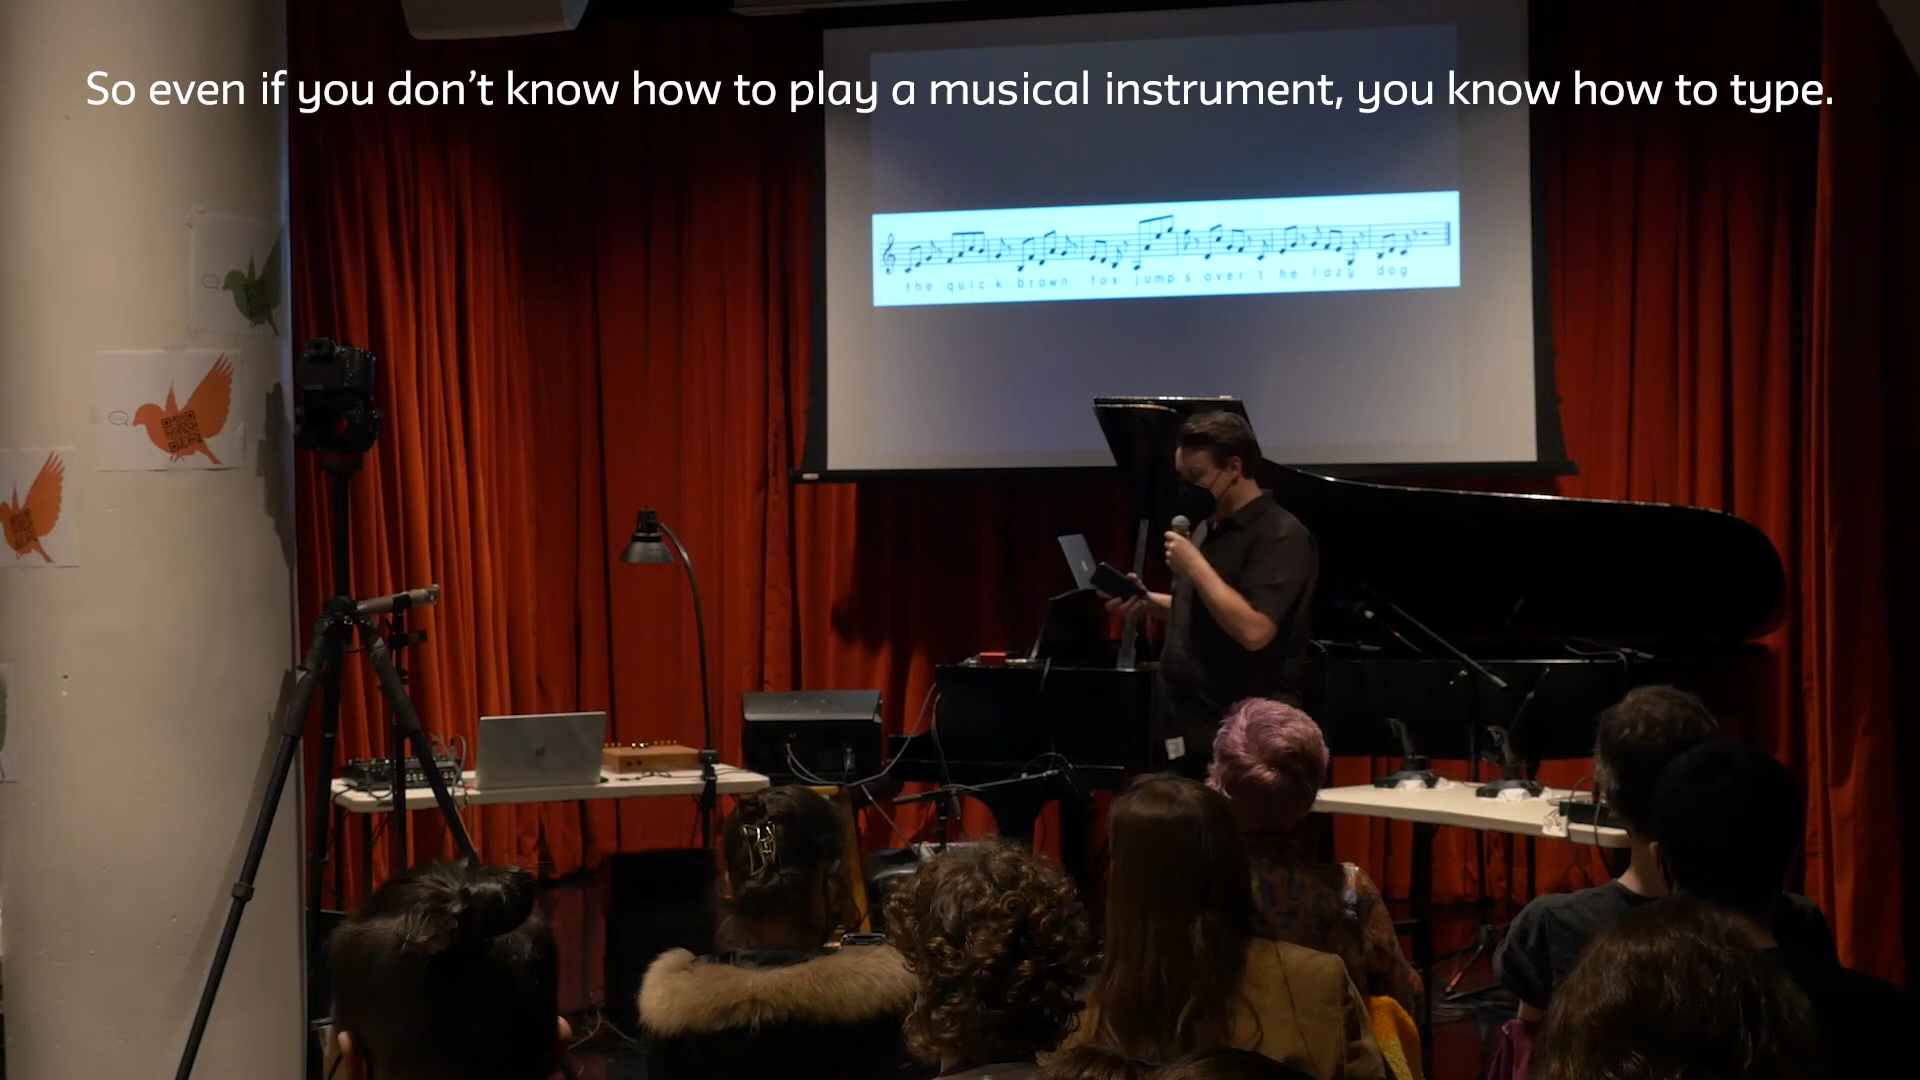 So even if you don’t know how to play a musical instrument, you know how to type.
the quick brown fox jumps over t he lazy dog